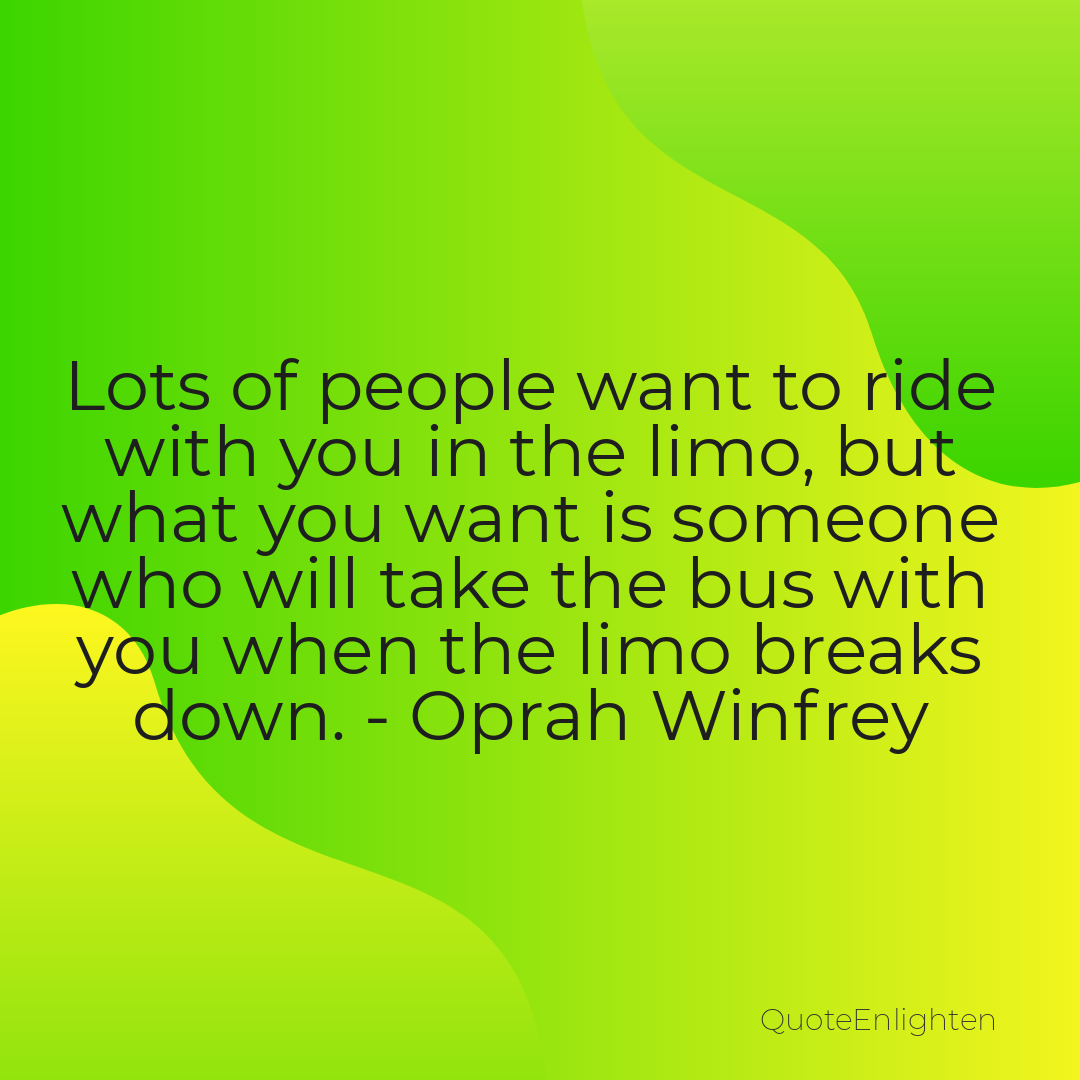 Lots of people want to ride
with you in the limo, but
what you want is someone
who will take the bus with
you when the limo breaks
down. - Oprah Winfrey
QuoteEnlighten